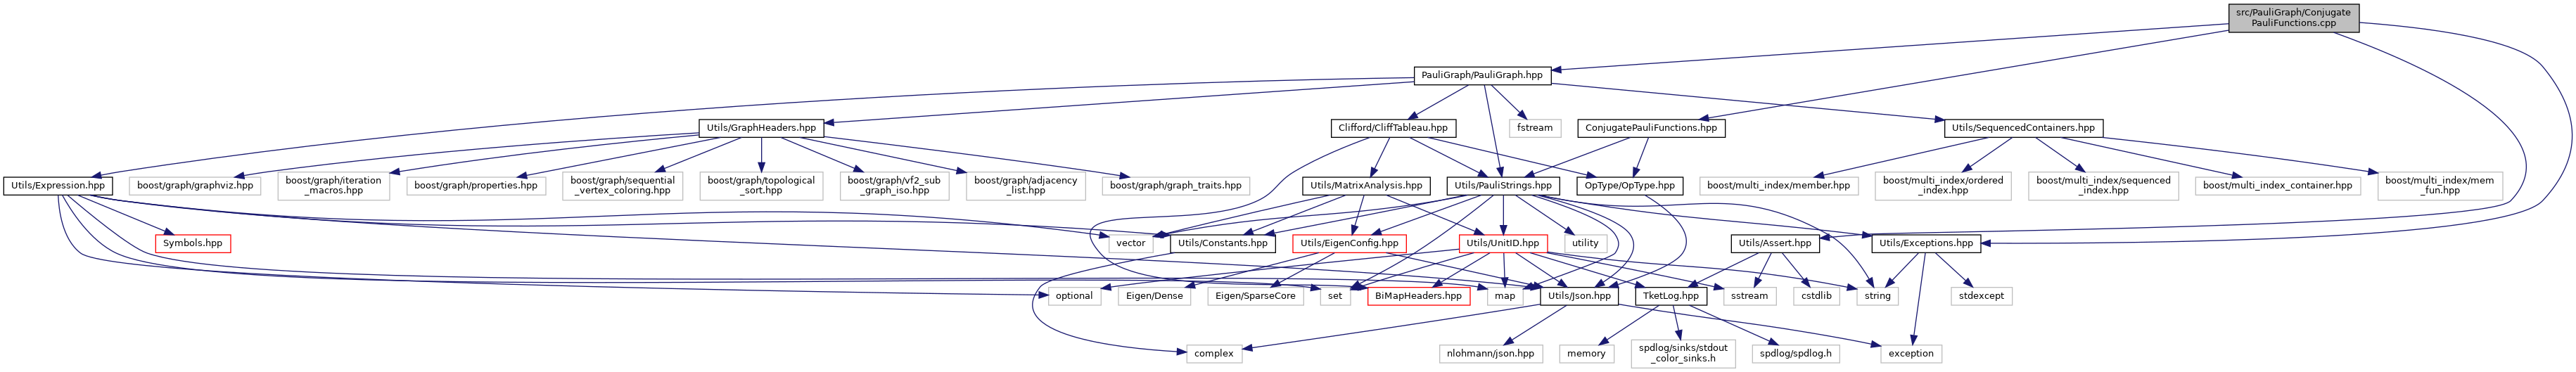 src/PauliGraph/Conjugate
PauliFunctions.cpp
PauliGraph/PauliGraph.hpp
Utils/GraphHeaders.hpp
Clifford/CliffTableau.hpp
fstream
ConjugatePauliFunctions.hpp
Utils/SequencedContainers.hpp
Utils/Expression.hpp
boost/graph/graphviz.hpp
boost/graph/iteration
_macros.hpp
boost/graph/properties.hpp
boost/graph/sequential
_vertex_coloring.hpp
boost/graph/topological
_sort.hpp
boost/graph/vf2_sub
_graph_iso.hpp
boost/graph/adjacency
_list.hpp
boost/graph/graph_traits.hpp
Utils/MatrixAnalysis.hpp
Utils/PauliStrings.hpp
OpType/OpType.hpp
boost/multi_index/member.hpp
boost/multi_index/ordered
_index.hpp
boost/multi_index/sequenced
_index.hpp
boost/multi_index_container.hpp
boost/multi_index/mem
_fun.hpp
Symbols.hpp
vector
Utils/Constants.hpp
Utils/EigenConfig.hpp
Utils/UnitID.hpp
utility
Utils/Assert.hpp
Utils/Exceptions.hpp
optional
Eigen/Dense
Eigen/SparseCore
set
BiMapHeaders.hpp
map
Utils/Json.hpp
TketLog.hpp
sstream
cstdlib
string
stdexcept
complex
nlohmann/json.hpp
memory
spdlog/sinks/stdout
_color_sinks.h
spdlog/spdlog.h
exception